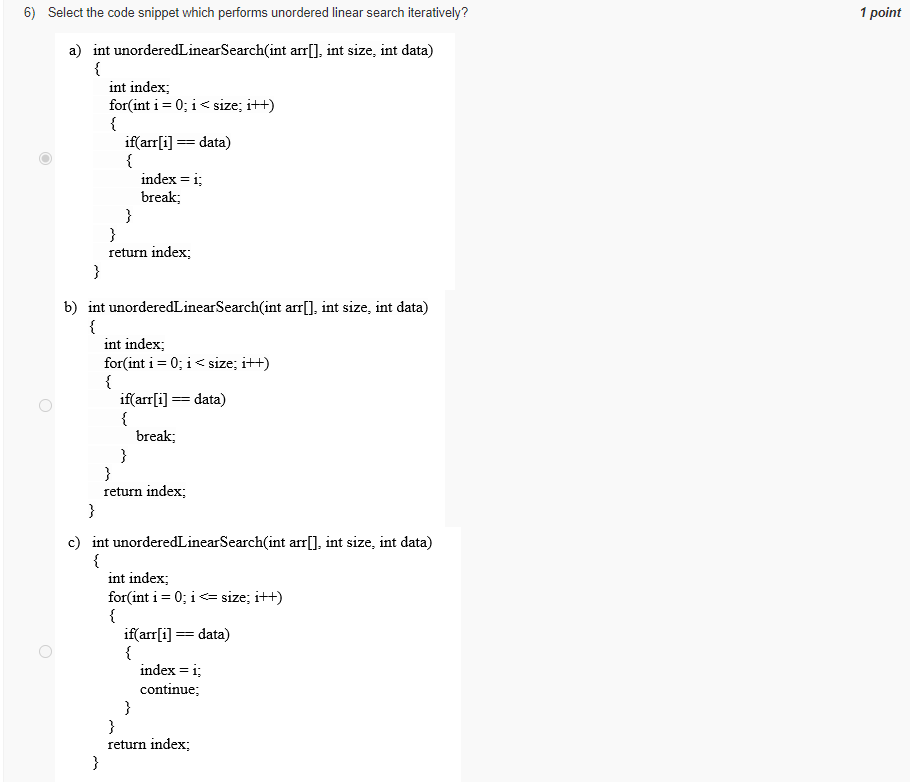 6) Select the code snippet which performs unordered linear search iteratively?
1 point
a) int unorderedLinearSearch(int arr[], int size, int data)
{
int index;
for(int i = 0; i < size; i++)
{
if(arr[i] == data)
{
index = i;
break;
}
}
return index;
}
b) int unorderedLinearSearch(int arr[], int size, int data)
{
int index;
for(int i = 0; i < size; i++)
{
if(arr[i] == data)
{
break;
}
}
return index;
}
c) int unorderedLinearSearch(int arr[], int size, int data)
{
int index;
for(int i = 0; i <= size; i++)
{
if(arr[i] == data)
{
index = i;
continue;
}
}
return index;
}